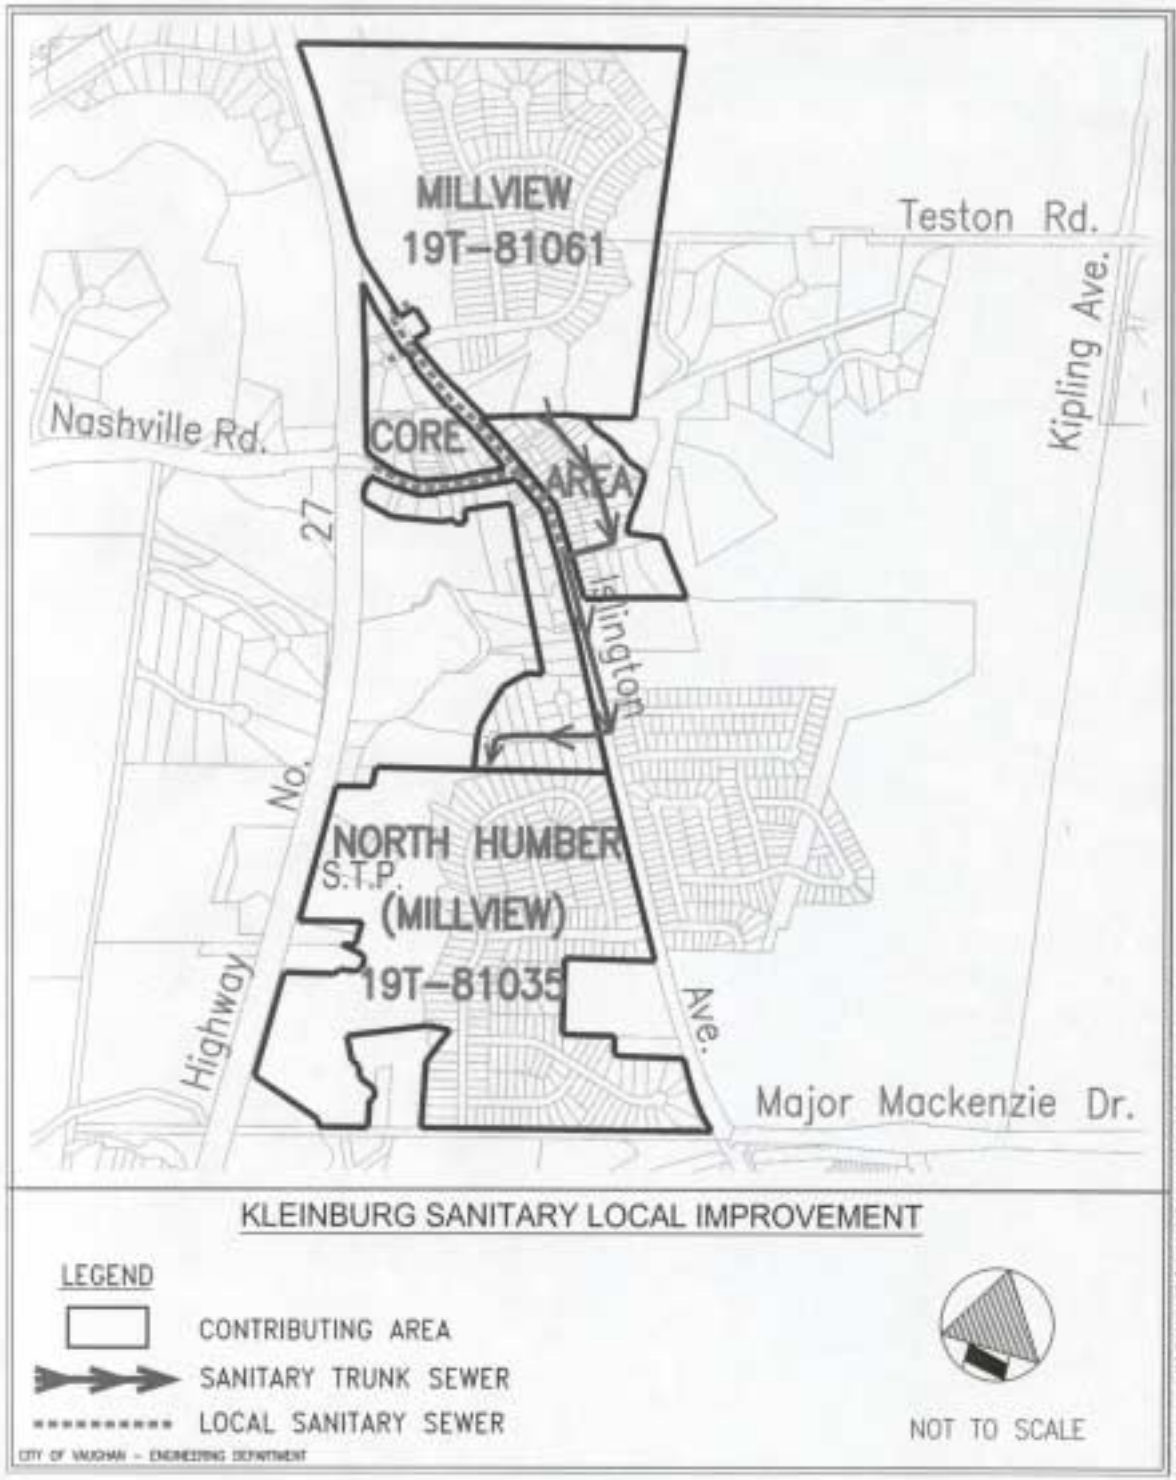 MILLVIEW
19T-81061
Teston Rd.
Kipling Ave.
Nashville Rd.
CORE
AREA
Islington
Ave.
Highway No. 27
NORTH HUMBER
S.T.P.
(MILLVIEW)
19T-81035
Major Mackenzie Dr.
KLEINBURG SANITARY LOCAL IMPROVEMENT
LEGEND
CONTRIBUTING AREA
SANITARY TRUNK SEWER
LOCAL SANITARY SEWER
NOT TO SCALE
CITY OF VAUGHAN - ENGINEERING DEPARTMENT